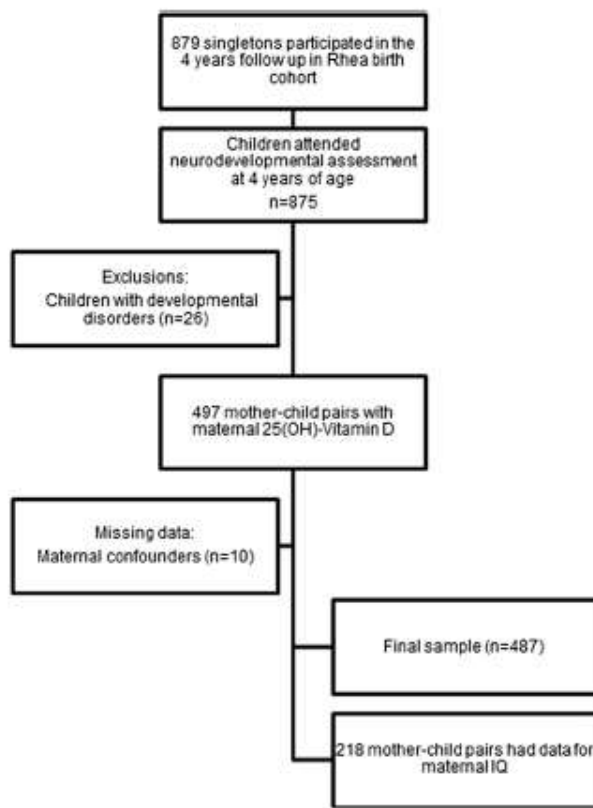 879 singletons participated in the
4 years follow up in Rhea birth
cohort
Children attended
neurodevelopmental assessment
at 4 years of age
n=875
Exclusions:
Children with developmental
disorders (n=26)
497 mother-child pairs with
maternal 25(OH)-Vitamin D
Missing data:
Maternal confounders (n=10)
Final sample (n=487)
218 mother-child pairs had data for
maternal IQ